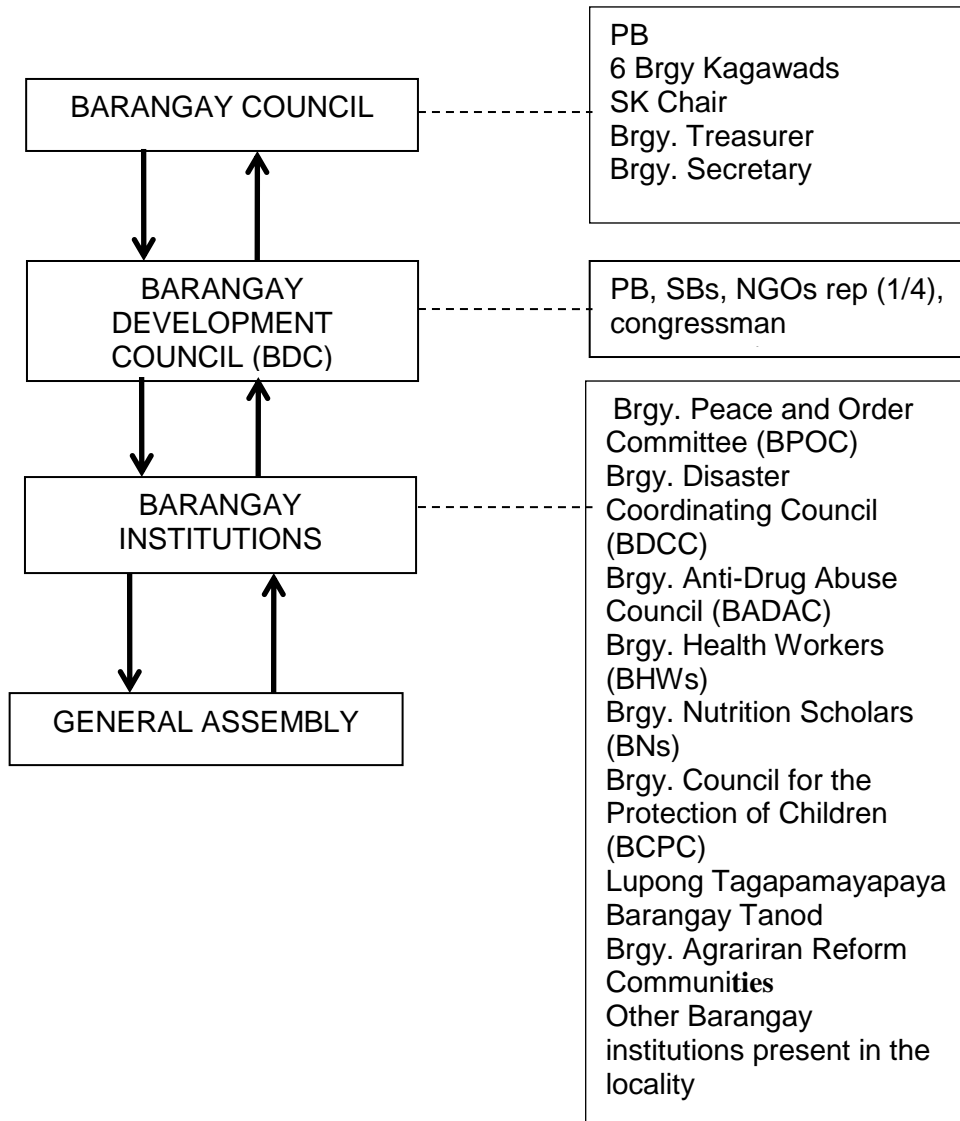 BARANGAY COUNCIL
PB
6 Brgy Kagawads
SK Chair
Brgy. Treasurer
Brgy. Secretary
BARANGAY
DEVELOPMENT
COUNCIL (BDC)
PB, SBs, NGOs rep (1/4),
congressman
BARANGAY
INSTITUTIONS
Brgy. Peace and Order
Committee (BPOC)
Brgy. Disaster
Coordinating Council
(BDCC)
Brgy. Anti-Drug Abuse
Council (BADAC)
Brgy. Health Workers
(BHWs)
Brgy. Nutrition Scholars
(BNs)
Brgy. Council for the
Protection of Children
(BCPC)
Lupong Tagapamayapaya
Barangay Tanod
Brgy. Agrariran Reform
Communities
Other Barangay
institutions present in the
locality
GENERAL ASSEMBLY